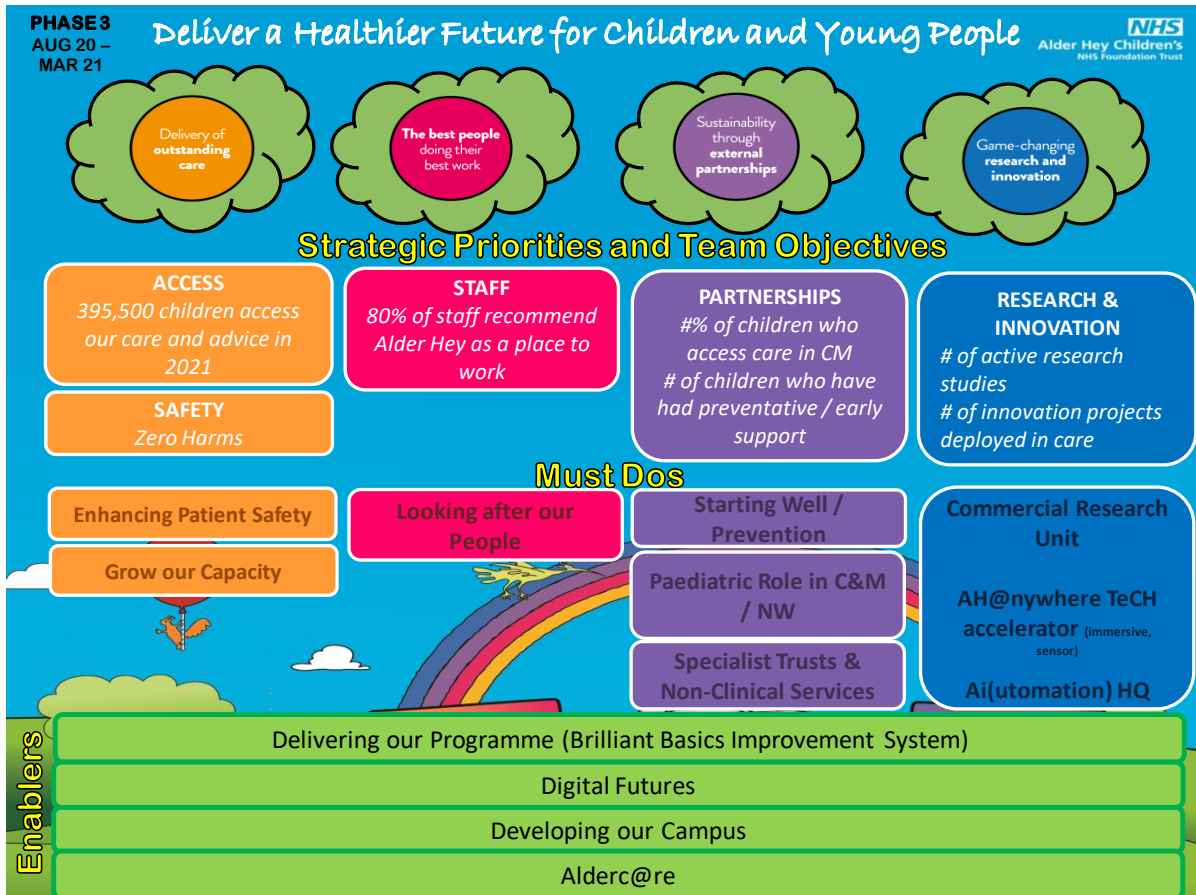 PHASE 3
AUG 20 –
MAR 21
Deliver a Healthier Future for Children and Young People
NHS
Alder Hey Children's
NHS Foundation Trust
Delivery of
outstanding
care
The best people
doing their
best work
Sustainability
through
external
partnerships
Game-changing
research and
innovation
Strategic Priorities and Team Objectives
ACCESS
395,500 children access
our care and advice in
2021
SAFETY
Zero Harms
STAFF
80% of staff recommend
Alder Hey as a place to
work
PARTNERSHIPS
#% of children who
access care in CM
# of children who have
had preventative / early
support
RESEARCH &
INNOVATION
# of active research
studies
# of innovation projects
deployed in care
Must Dos
Enhancing Patient Safety
Grow our Capacity
Looking after our
People
Starting Well /
Prevention
Paediatric Role in C&M
/ NW
Specialist Trusts &
Non-Clinical Services
Commercial Research
Unit
AH@nywhere TeCH
accelerator (immersive,
sensor)
Ai(utomation) HQ
Enablers
Delivering our Programme (Brilliant Basics Improvement System)
Digital Futures
Developing our Campus
Alderc@re